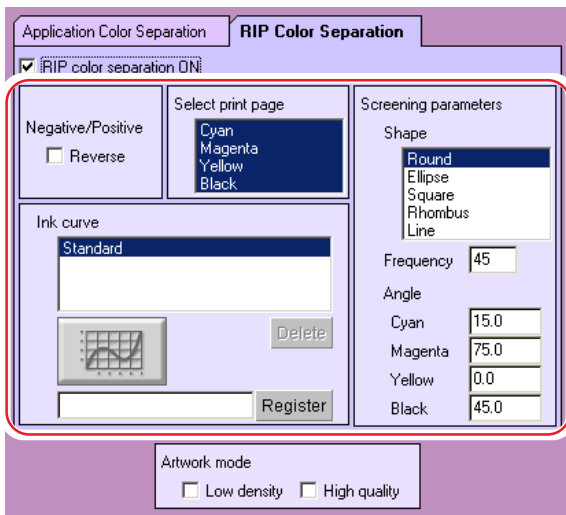 Application Color Separation
RIP Color Separation
RIP color separation ON
Negative/Positive
Reverse
Select print page
Cyan
Magenta
Yellow
Black
Ink curve
Standard
Delete
Register
Screening parameters
Shape
Round
Ellipse
Square
Rhombus
Line
Frequency 45
Angle
Cyan 15.0
Magenta 75.0
Yellow 0.0
Black 45.0
Artwork mode
Low density High quality